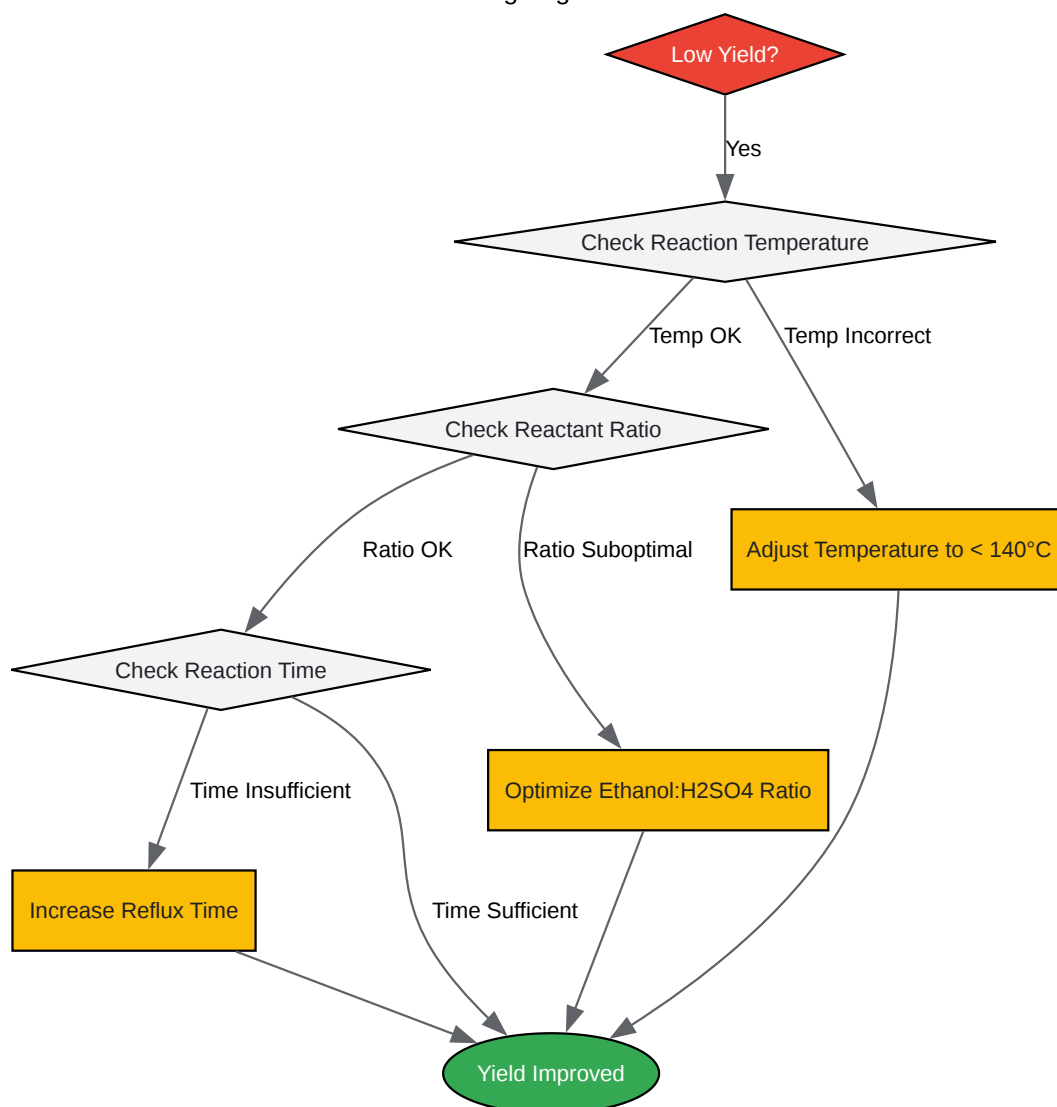 Low Yield?
Yes
Check Reaction Temperature
Temp OK
Temp Incorrect
Check Reactant Ratio
Ratio OK
Ratio Suboptimal
Adjust Temperature to < 140°C
Check Reaction Time
Time Insufficient
Optimize Ethanol:H2SO4 Ratio
Increase Reflux Time
Time Sufficient
Yield Improved